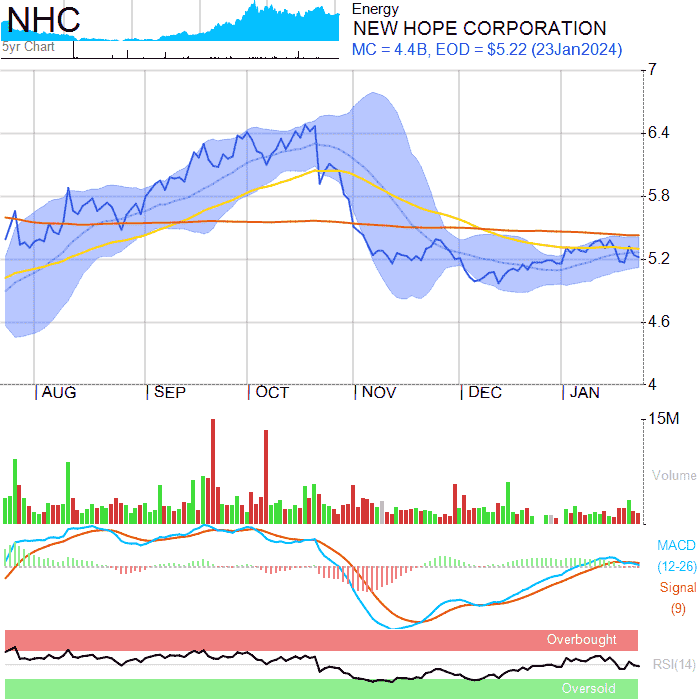 NHC
5yr Chart
Energy
NEW HOPE CORPORATION
MC = 4.4B, EOD = $5.22 (23Jan2024)
7
6.4
5.8
5.2
4.6
4
AUG SEP OCT NOV DEC JAN
15M
Volume
MACD
(12-26)
Signal
(9)
Overbought
RSI(14)
Oversold